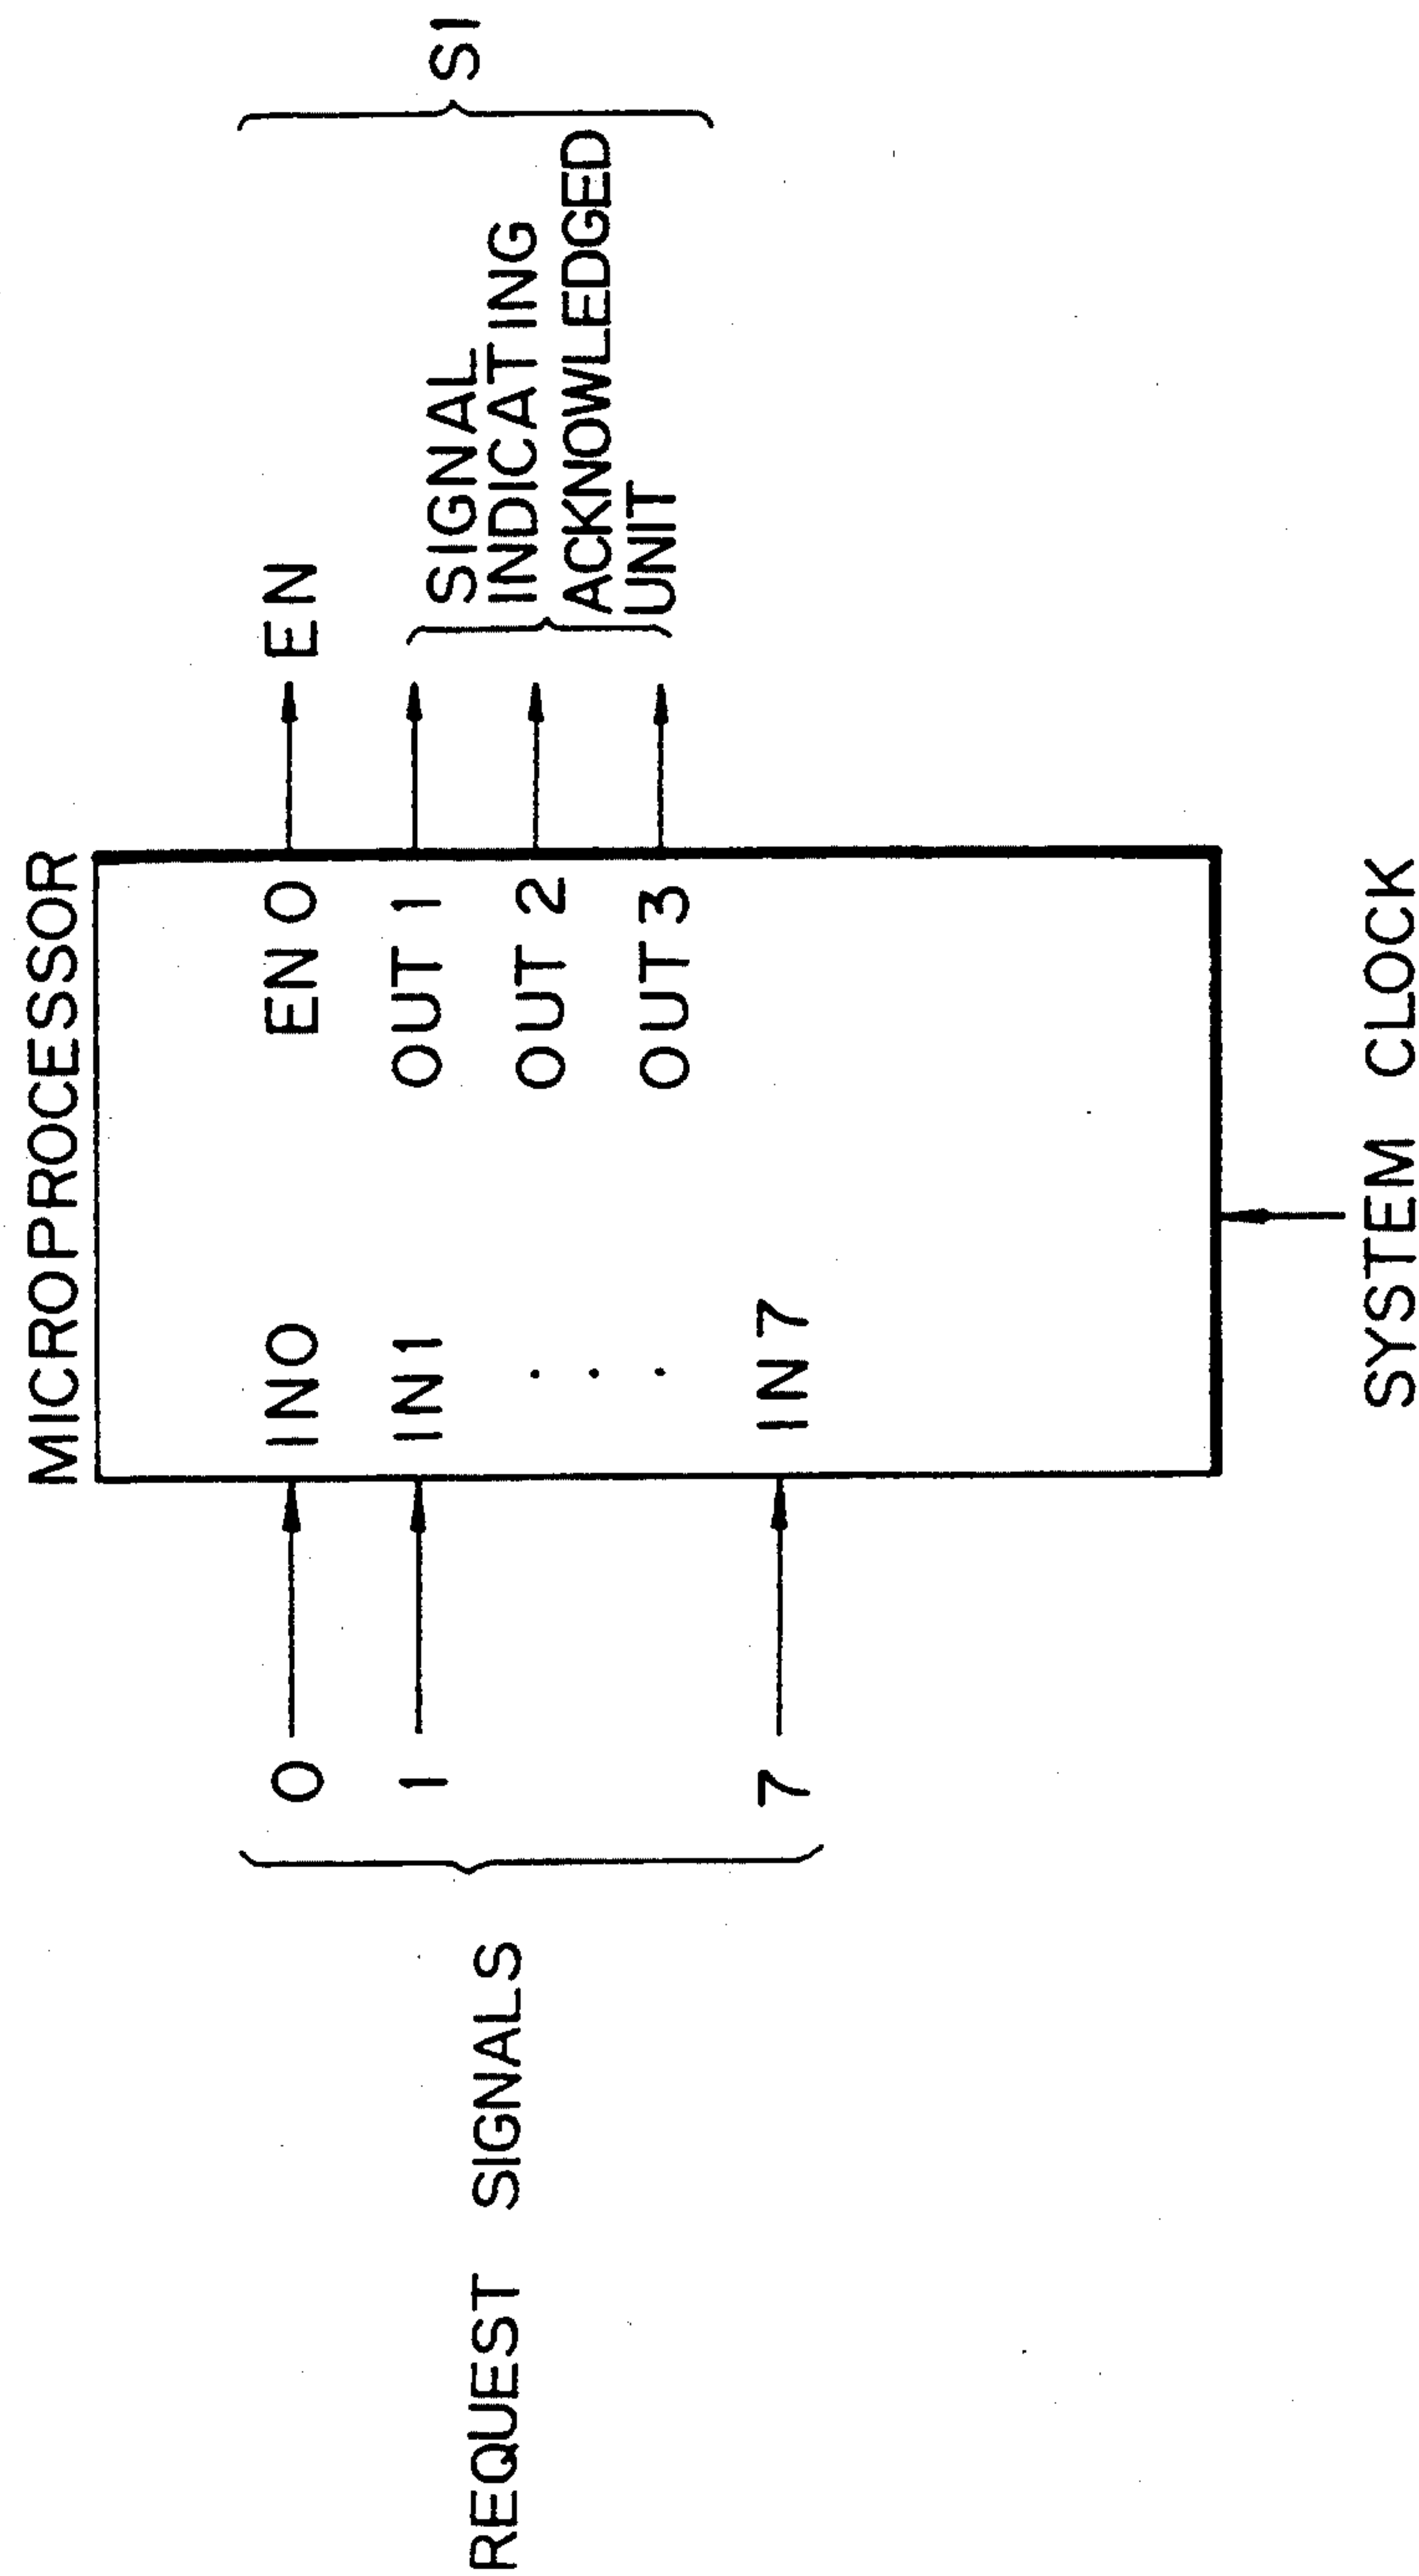 MICROPROCESSOR
REQUEST SIGNALS
0
1
7
IN0
IN1
.
.
.
IN7
EN0
OUT 1
OUT 2
OUT 3
EN
SIGNAL
INDICATING
ACKNOWLEDGED
UNIT
S1
SYSTEM CLOCK